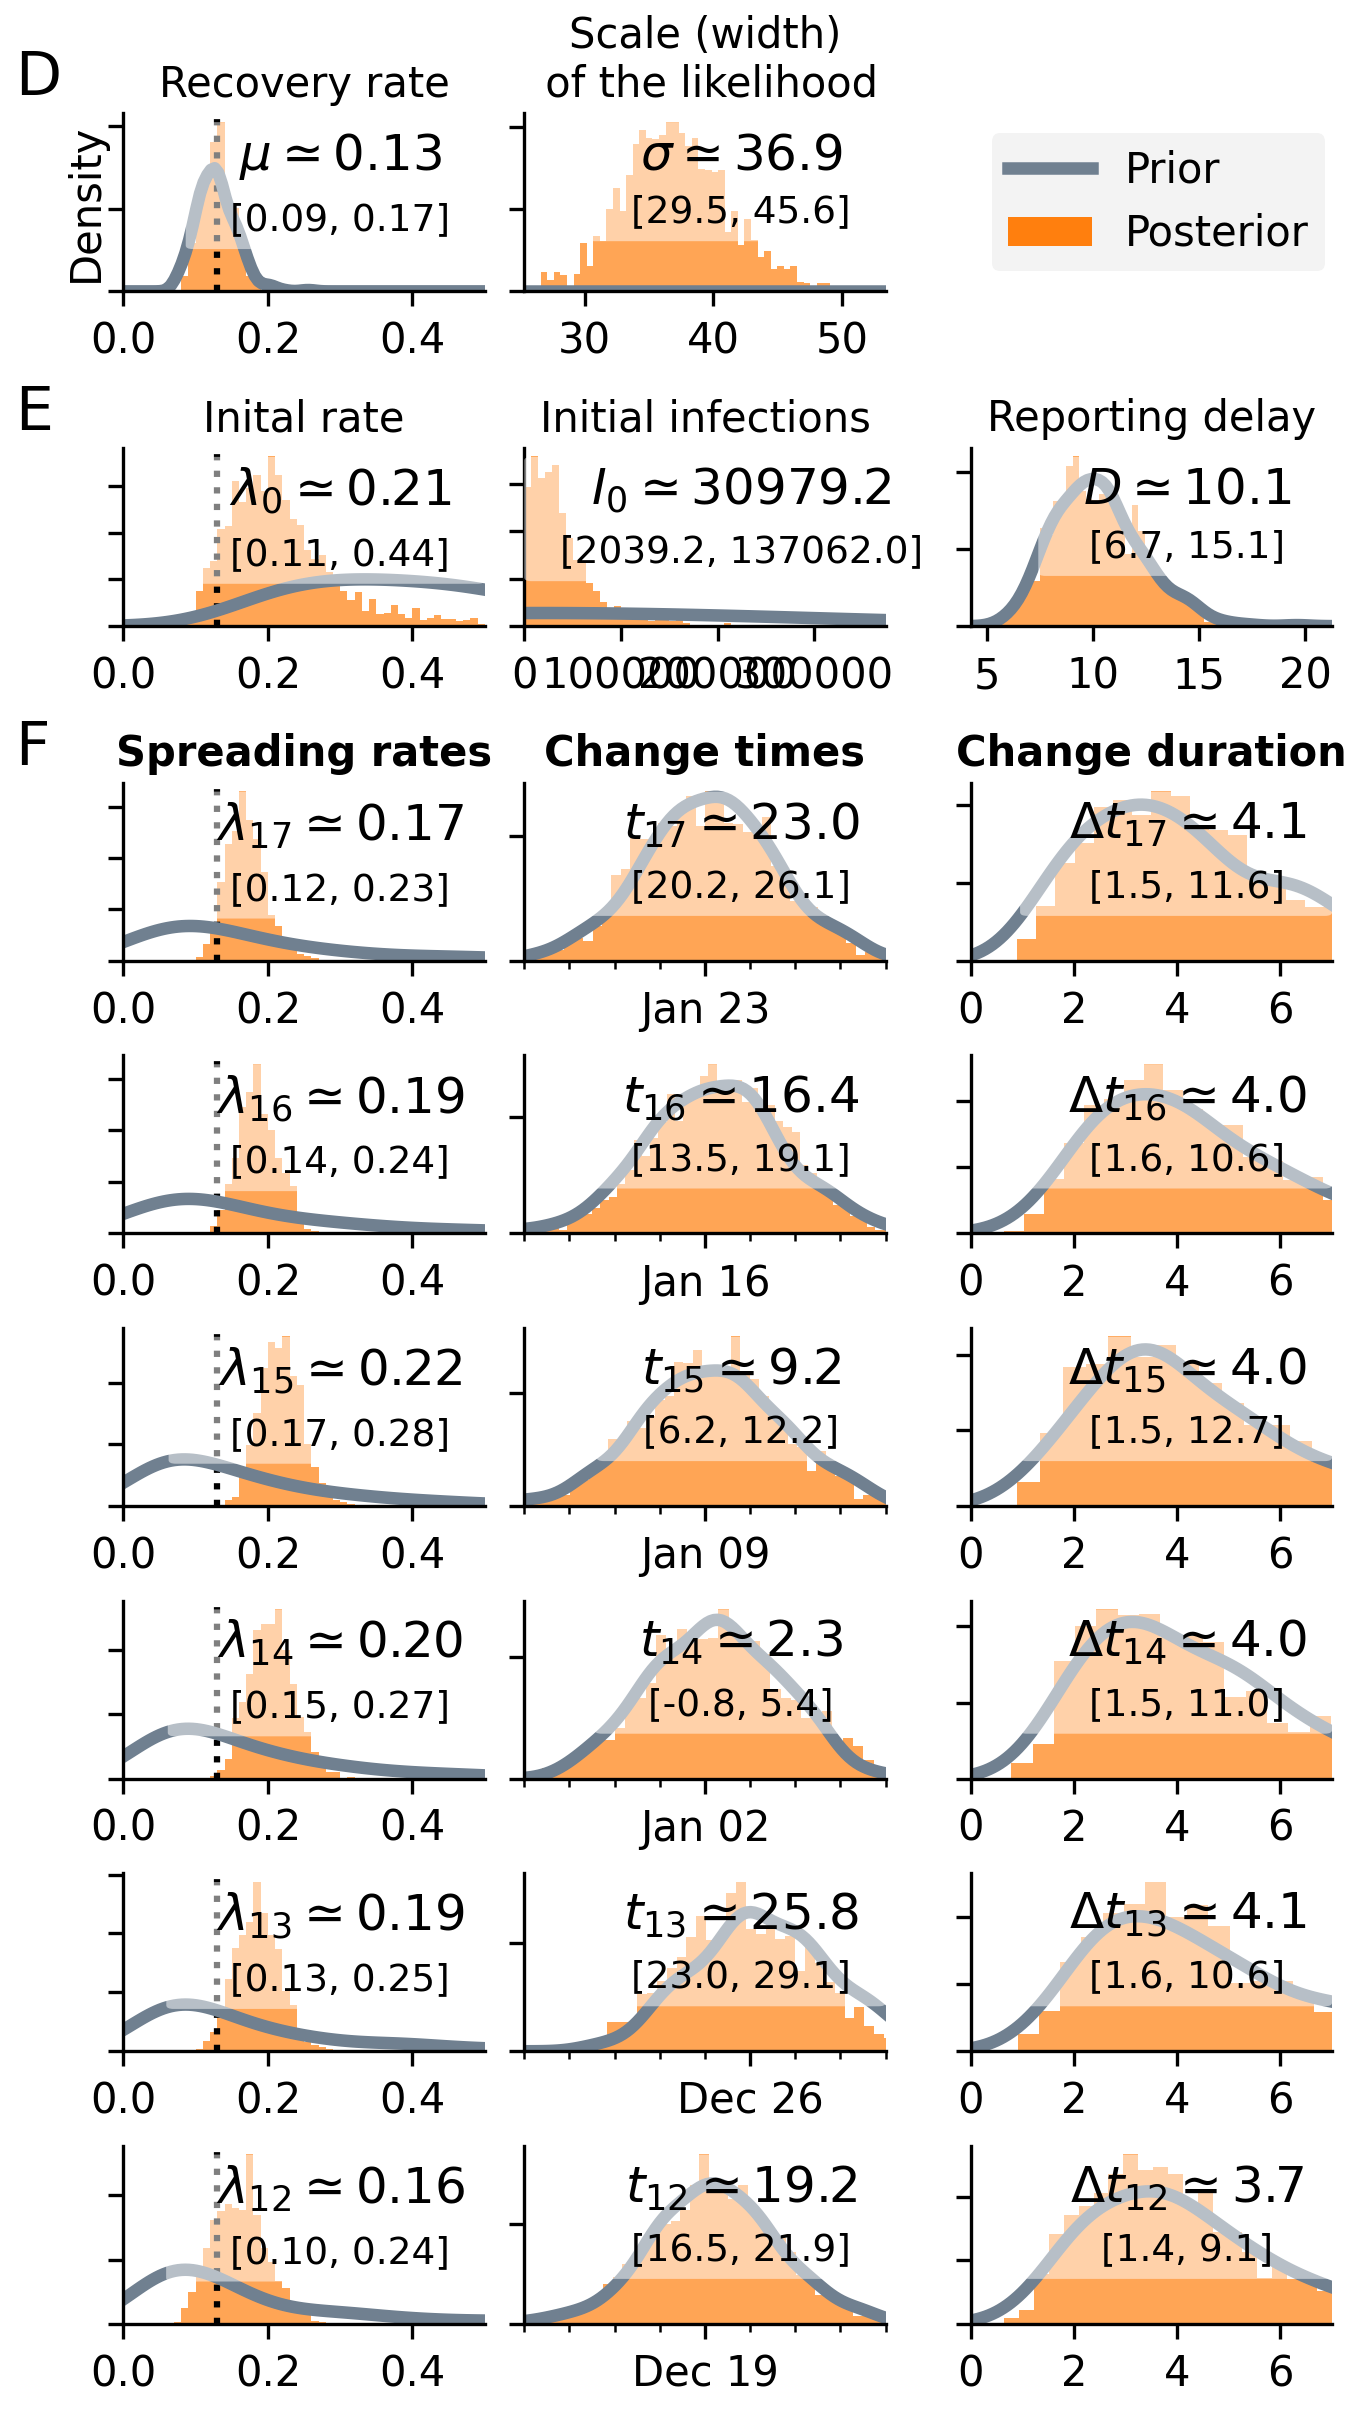 D
Recovery rate
Scale (width)
of the likelihood
Density
μ ≃ 0.13
[0.09, 0.17]
0.0 0.2 0.4
σ ≃ 36.9
[29.5, 45.6]
30 40 50
Prior
Posterior
E
Inital rate
λ0 ≃ 0.21
[0.11, 0.44]
0.0 0.2 0.4
Initial infections
I0 ≃ 30979.2
[2039.2, 137062.0]
0 100000 200000 300000
Reporting delay
D ≃ 10.1
[6.7, 15.1]
5 10 15 20
F
Spreading rates
Change times
Change duration
λ17 ≃ 0.17
[0.12, 0.23]
0.0 0.2 0.4
t17 ≃ 23.0
[20.2, 26.1]
Jan 23
Δt17 ≃ 4.1
[1.5, 11.6]
0 2 4 6
λ16 ≃ 0.19
[0.14, 0.24]
0.0 0.2 0.4
t16 ≃ 16.4
[13.5, 19.1]
Jan 16
Δt16 ≃ 4.0
[1.6, 10.6]
0 2 4 6
λ15 ≃ 0.22
[0.17, 0.28]
0.0 0.2 0.4
t15 ≃ 9.2
[6.2, 12.2]
Jan 09
Δt15 ≃ 4.0
[1.5, 12.7]
0 2 4 6
λ14 ≃ 0.20
[0.15, 0.27]
0.0 0.2 0.4
t14 ≃ 2.3
[-0.8, 5.4]
Jan 02
Δt14 ≃ 4.0
[1.5, 11.0]
0 2 4 6
λ13 ≃ 0.19
[0.13, 0.25]
0.0 0.2 0.4
t13 ≃ 25.8
[23.0, 29.1]
Dec 26
Δt13 ≃ 4.1
[1.6, 10.6]
0 2 4 6
λ12 ≃ 0.16
[0.10, 0.24]
0.0 0.2 0.4
t12 ≃ 19.2
[16.5, 21.9]
Dec 19
Δt12 ≃ 3.7
[1.4, 9.1]
0 2 4 6